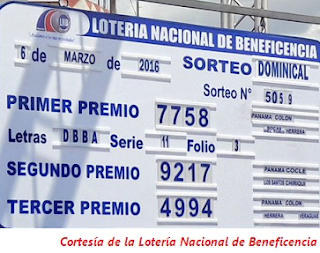 LOTERIA NACIONAL DE BENEFICENCIA
6 de MARZO de 2016 SORTEO DOMINICAL
Sorteo N° 5059
PRIMER PREMIO 7758 PANAMA COLON
HERRERA
Letras DBBA Serie 11 Folio 3
SEGUNDO PREMIO 9217 PANAMA COCLE
LOS SANTOS CHIRIQUI
TERCER PREMIO 4994 PANAMA COLON
HERRERA VERAGUAS
Cortesía de la Lotería Nacional de Beneficencia